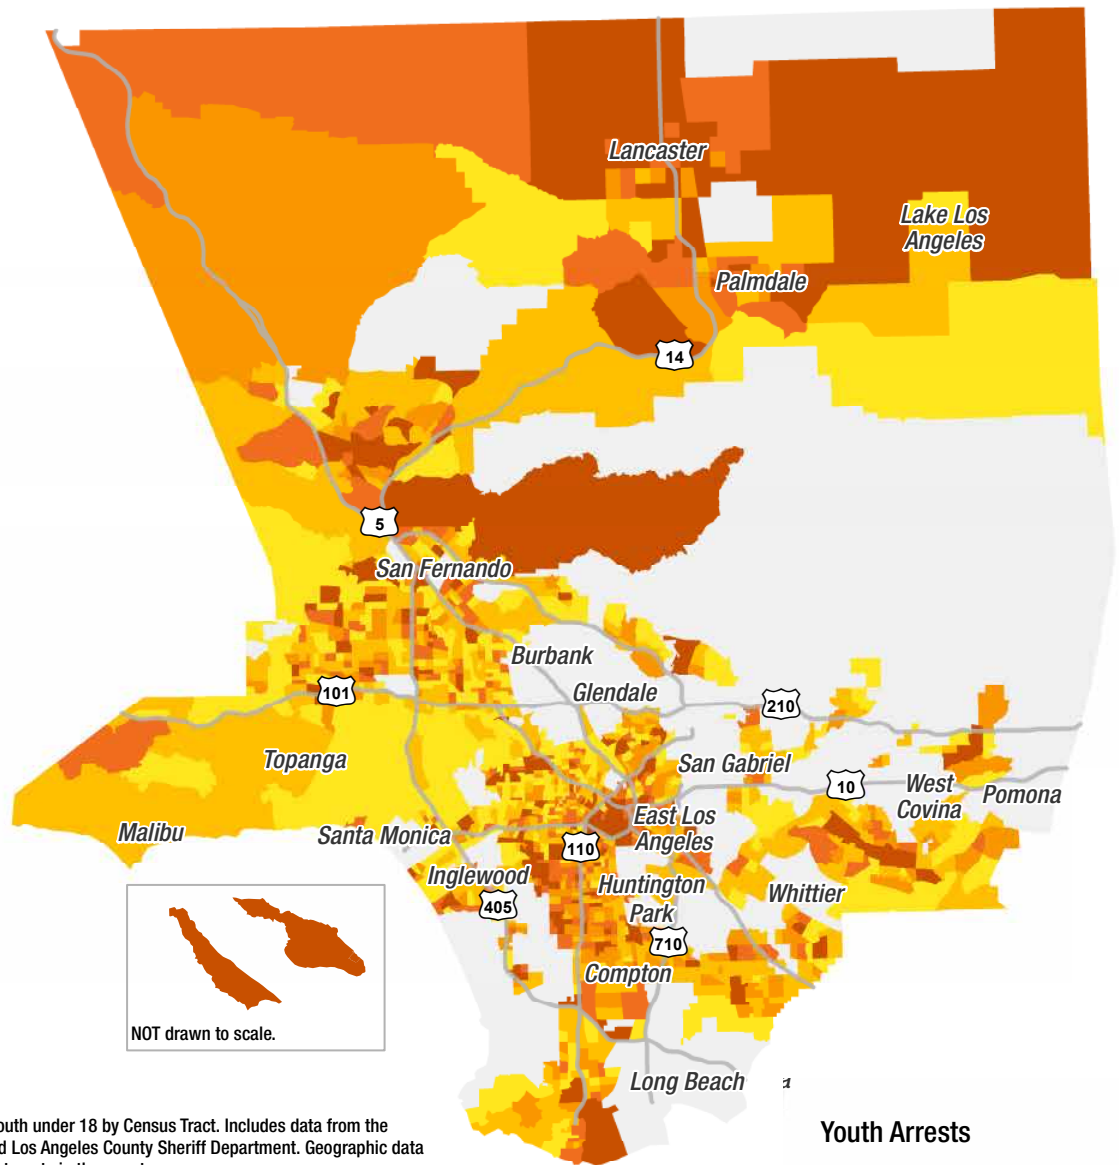 Lancaster
Lake Los
Angeles
Palmdale
14
5
San Fernando
Burbank
101
Glendale
210
Topanga
San Gabriel
10
West
Covina
Pomona
Malibu
Santa Monica
East Los
Angeles
110
Inglewood
405
Huntington
Park
Whittier
710
Compton
NOT drawn to scale.
Long Beach
outh under 18 by Census Tract. Includes data from the
d Los Angeles County Sheriff Department. Geographic data
Youth Arrests